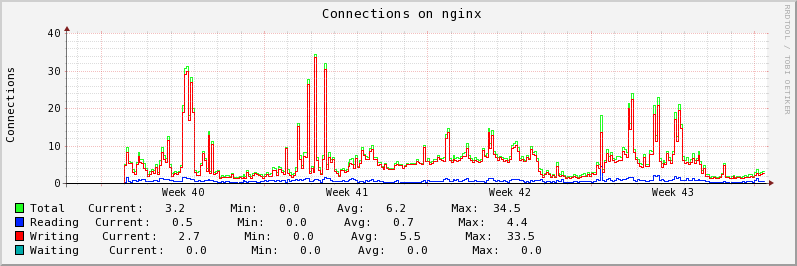 Connections on nginx
RRDTOOL / TOBI OETIKER
Connections
40
30
20
10
0
Week 40 Week 41 Week 42 Week 43
Total Current: 3.2 Min: 0.0 Avg: 6.2 Max: 34.5
Reading Current: 0.5 Min: 0.0 Avg: 0.7 Max: 4.4
Writing Current: 2.7 Min: 0.0 Avg: 5.5 Max: 33.5
Waiting Current: 0.0 Min: 0.0 Avg: 0.0 Max: 0.0